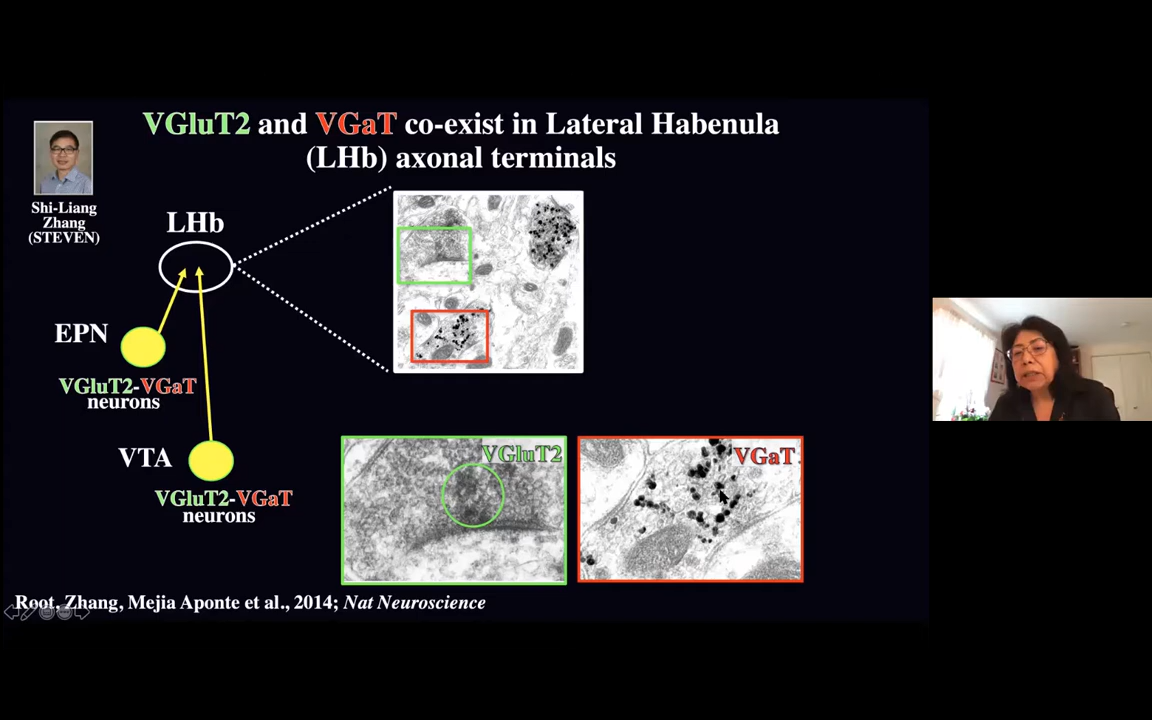 VGluT2 and VGaT co-exist in Lateral Habenula
(LHb) axonal terminals
Shi-Liang
Zhang
(STEVEN)
LHb
EPN
VGluT2-VGaT
neurons
VTA
VGluT2-VGaT
neurons
VGluT2
VGaT
Root, Zhang, Mejia Aponte et al., 2014; Nat Neuroscience